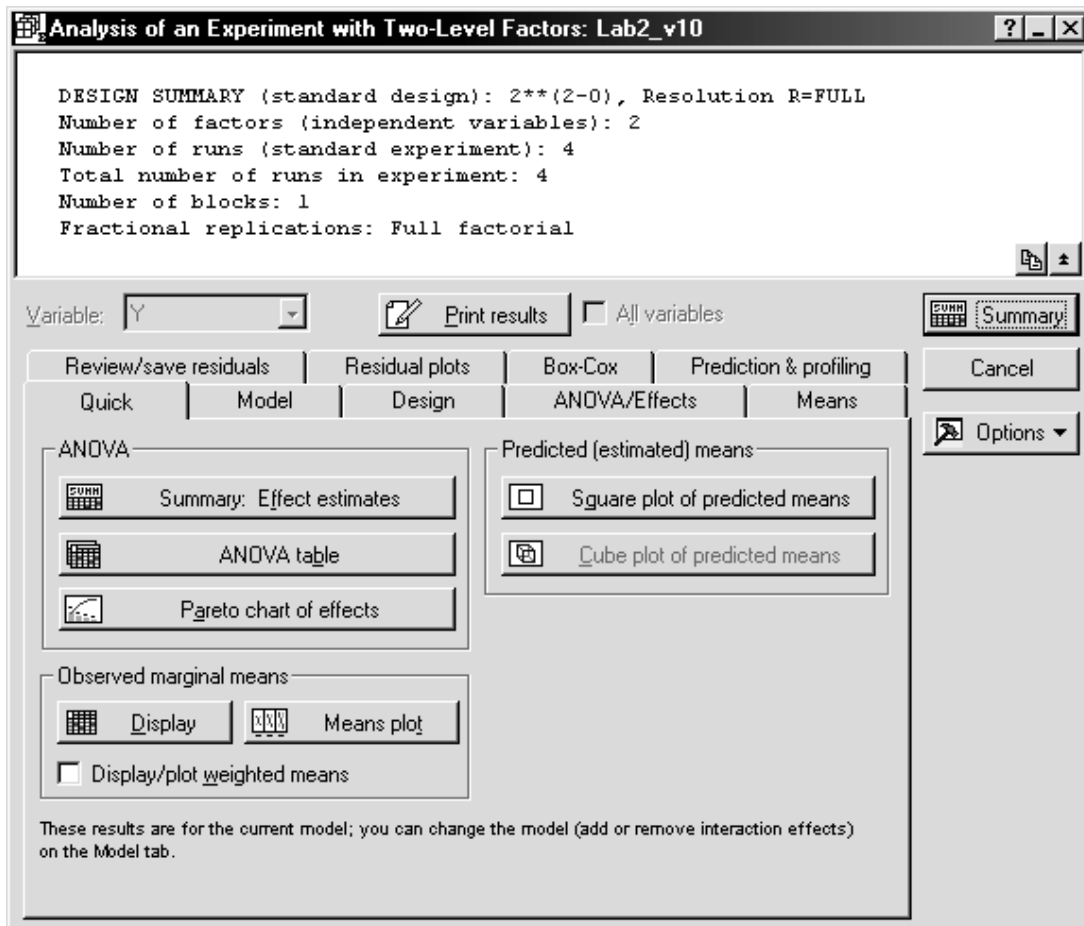 Analysis of an Experiment with Two-Level Factors: Lab2_v10
DESIGN SUMMARY (standard design): 2**(2-0), Resolution R=FULL
Number of factors (independent variables): 2
Number of runs (standard experiment): 4
Total number of runs in experiment: 4
Number of blocks: 1
Fractional replications: Full factorial
Variable: Y
Print results
All variables
Summary
Review/save residuals
Residual plots
Box-Cox
Prediction & profiling
Cancel
Quick
Model
Design
ANOVA/Effects
Means
Options
ANOVA
Predicted (estimated) means
Summary: Effect estimates
Sguare plot of predicted means
ANOVA table
Cube plot of predicted means
Pareto chart of effects
Observed marginal means
Display
Means plot
Display/plot weighted means
These results are for the current model; you can change the model (add or remove interaction effects)
on the Model tab.